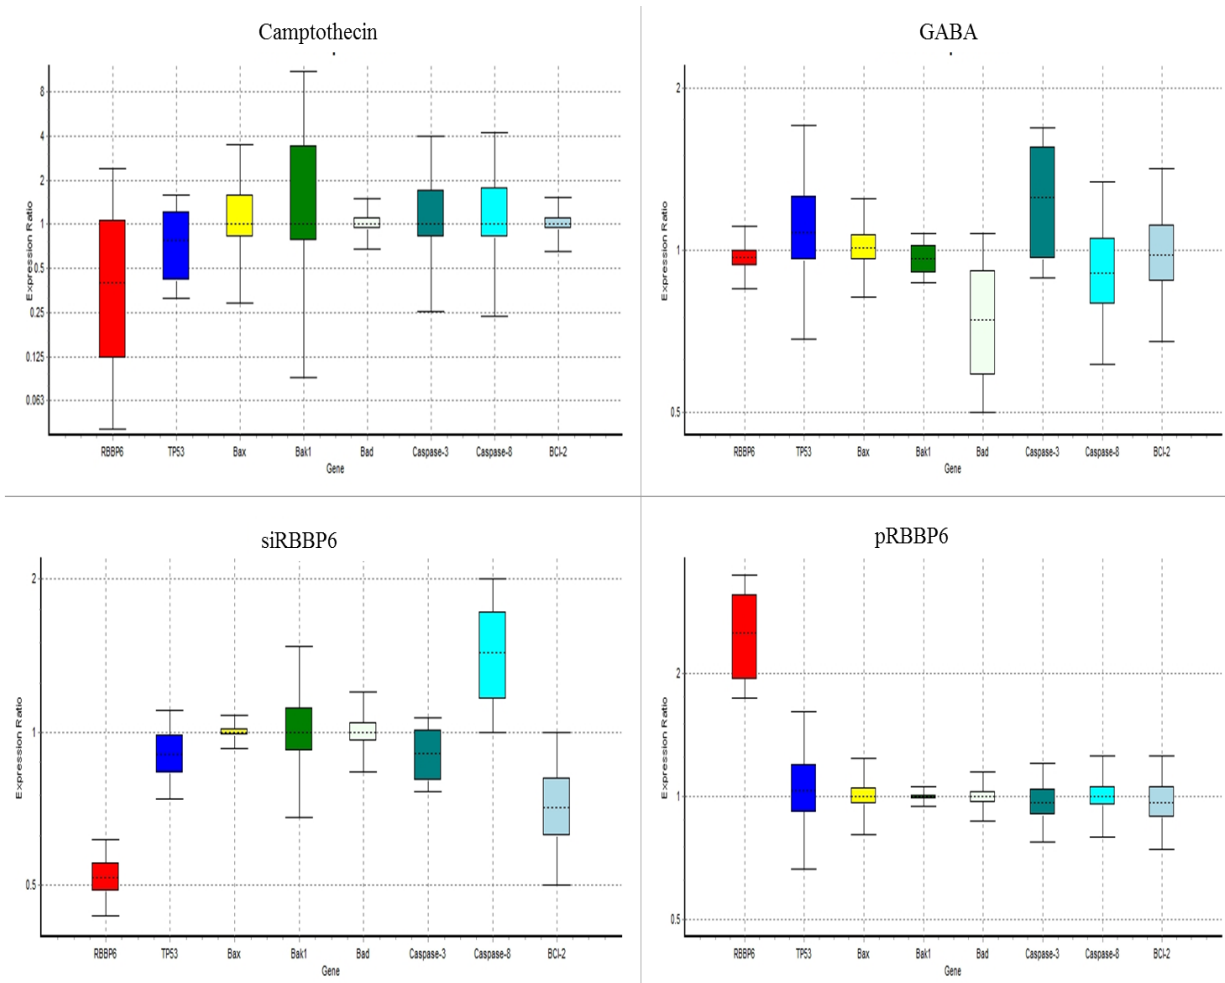 Camptothecin
8
4
2
1
0.5
0.25
0.125
0.063
Expression Ratio
RBBP6 TP53 Bax Bak1 Bad Caspase-3 Caspase-8 BCl-2
Gene
GABA
2
1
0.5
Expression Ratio
RBBP6 TP53 Bax Bak1 Bad Caspase-3 Caspase-8 BCl-2
Gene
siRBBP6
2
1
0.5
Expression Ratio
RBBP6 TP53 Bax Bak1 Bad Caspase-3 Caspase-8 BCl-2
Gene
pRBBP6
2
1
0.5
Expression Ratio
RBBP6 TP53 Bax Bak1 Bad Caspase-3 Caspase-8 BCl-2
Gene